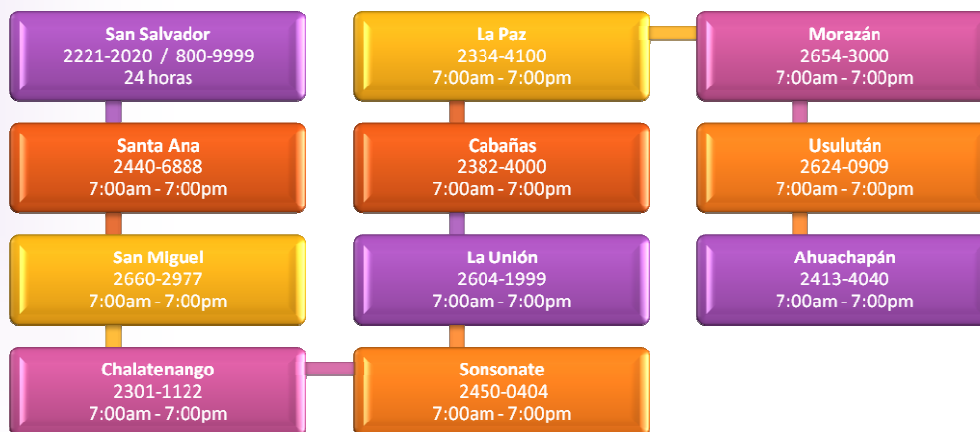 San Salvador
2221-2020 / 800-9999
24 horas
Santa Ana
2440-6888
7:00am - 7:00pm
San Miguel
2660-2977
7:00am - 7:00pm
Chalatenango
2301-1122
7:00am - 7:00pm
Sonsonate
2450-0404
7:00am - 7:00pm
La Unión
2604-1999
7:00am - 7:00pm
Cabañas
2382-4000
7:00am - 7:00pm
La Paz
2334-4100
7:00am - 7:00pm
Morazán
2654-3000
7:00am - 7:00pm
Usulután
2624-0909
7:00am - 7:00pm
Ahuachapán
2413-4040
7:00am - 7:00pm